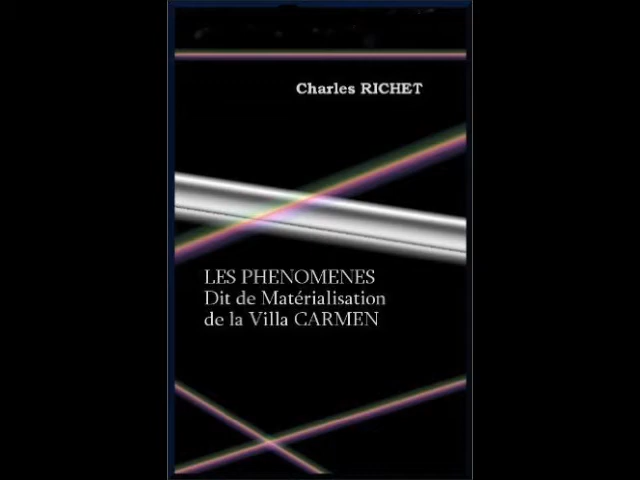 Charles RICHET
LES PHENOMENES
Dit de Matérialisation
de la Villa CARMEN